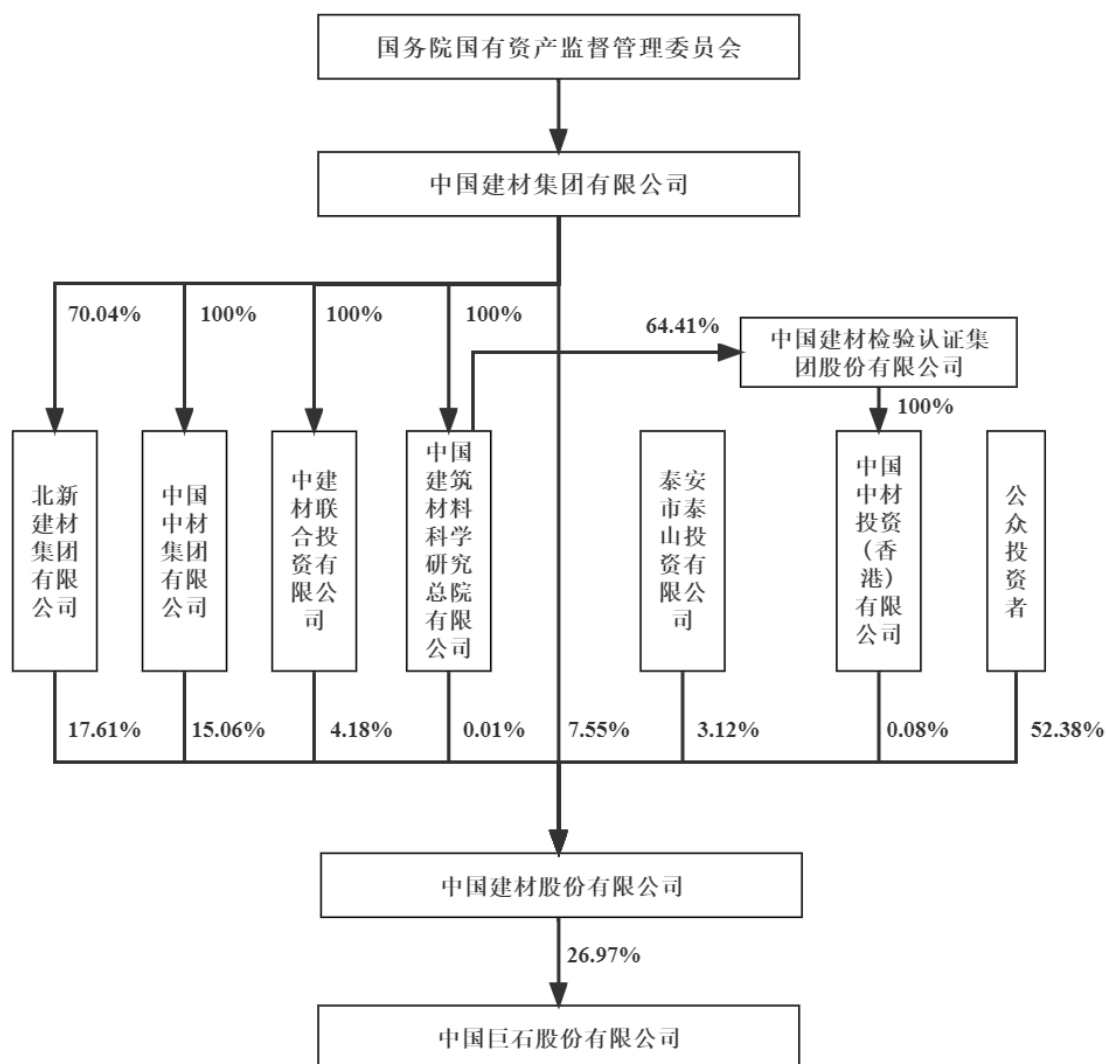 国务院国有资产监督管理委员会
中国建材集团有限公司
70.04%
100%
100%
100%
64.41%
中国建材检验认证集
团股份有限公司
100%
北新
建材
集团
有限
公司
中国
中材
集团
有限
公司
中建
材联
合投
资有
限公
司
中国
建筑
材料
科学
研究
总院
有限
公司
泰安
市泰
山投
资有
限公
司
中国
中材
投资
(香
港)
有限
公司
公
众
投
资
者
17.61%
15.06%
4.18%
0.01%
7.55%
3.12%
0.08%
52.38%
中国建材股份有限公司
26.97%
中国巨石股份有限公司